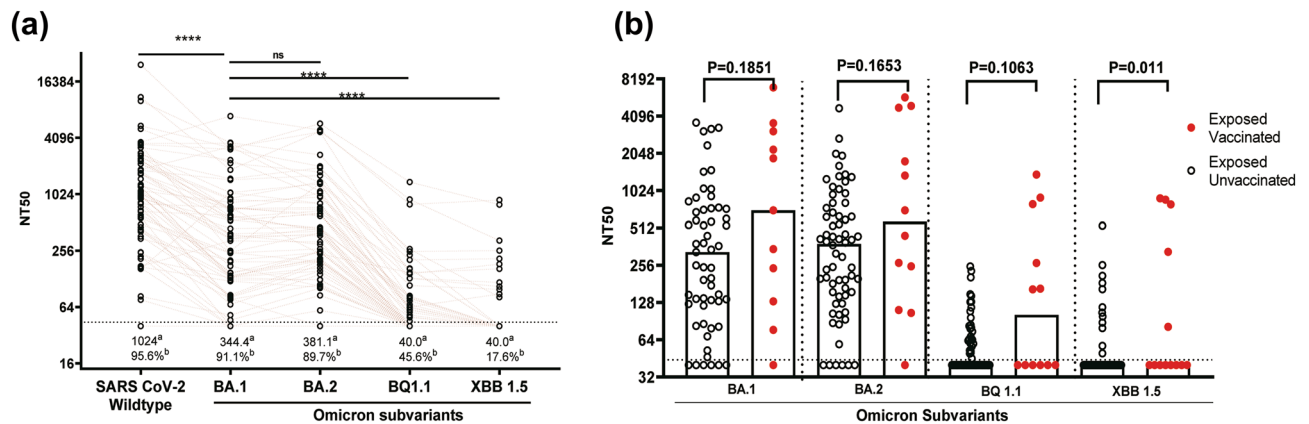 (a)
****
ns
****
****
16384
4096
1024
256
64
16
NT50
1024a 344.4a 381.1a 40.0a 40.0a
95.6%b 91.1%b 89.7%b 45.6%b 17.6%b
SARS CoV-2 BA.1 BA.2 BQ1.1 XBB 1.5
Wildtype
Omicron subvariants
(b)
P=0.1851 P=0.1653 P=0.1063 P=0.011
8192
4096
2048
1024
512
256
128
64
32
NT50
BA.1 BA.2 BQ 1.1 XBB 1.5
Omicron Subvariants
Exposed
Vaccinated
Exposed
Unvaccinated